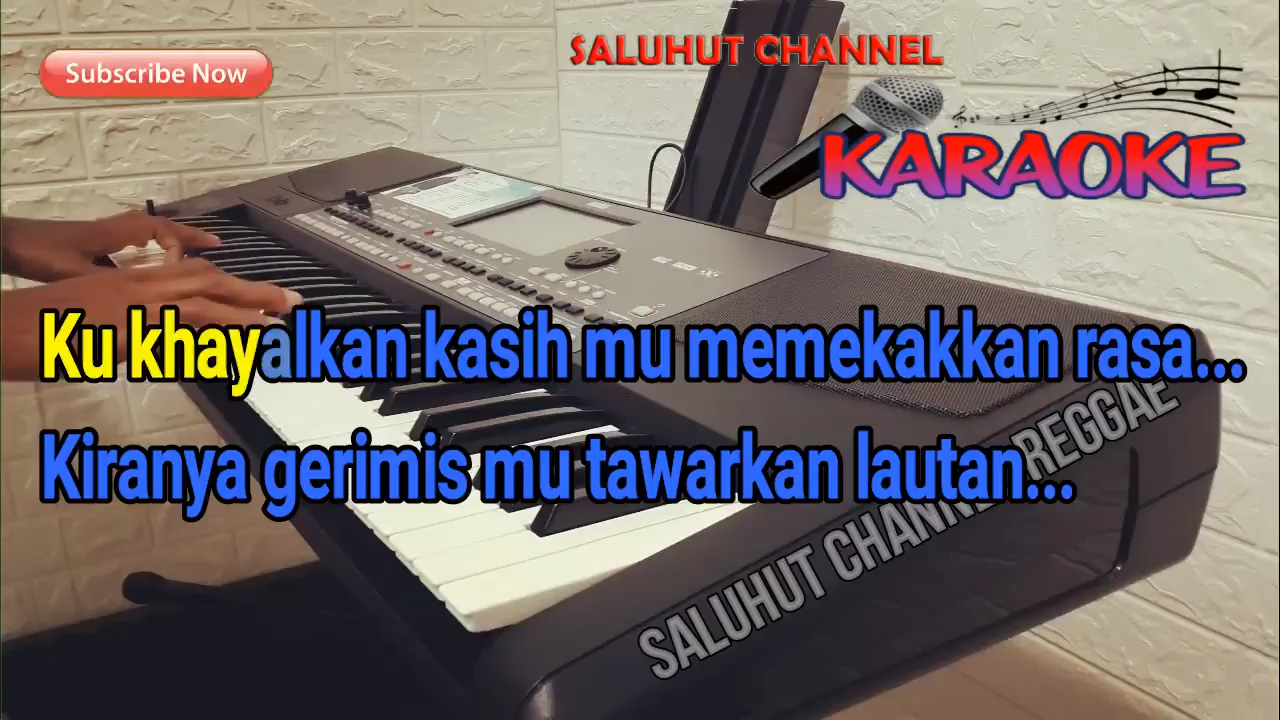 Subscribe Now
SALUHUT CHANNEL
KARAOKE
Ku khayalkan kasih mu memekakkan rasa...
Kiranya gerimis mu tawarkan lautan...
SALUHUT CHANNEL REGGAE